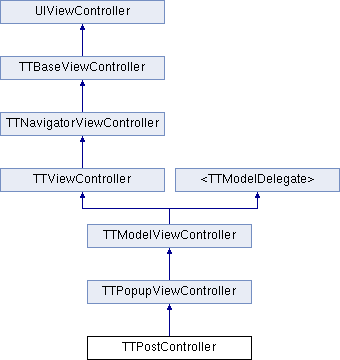 UIViewController
TTBaseViewController
TTNavigatorViewController
TTViewController
<TTModelDelegate>
TTModelViewController
TTPopupViewController
TTPostController